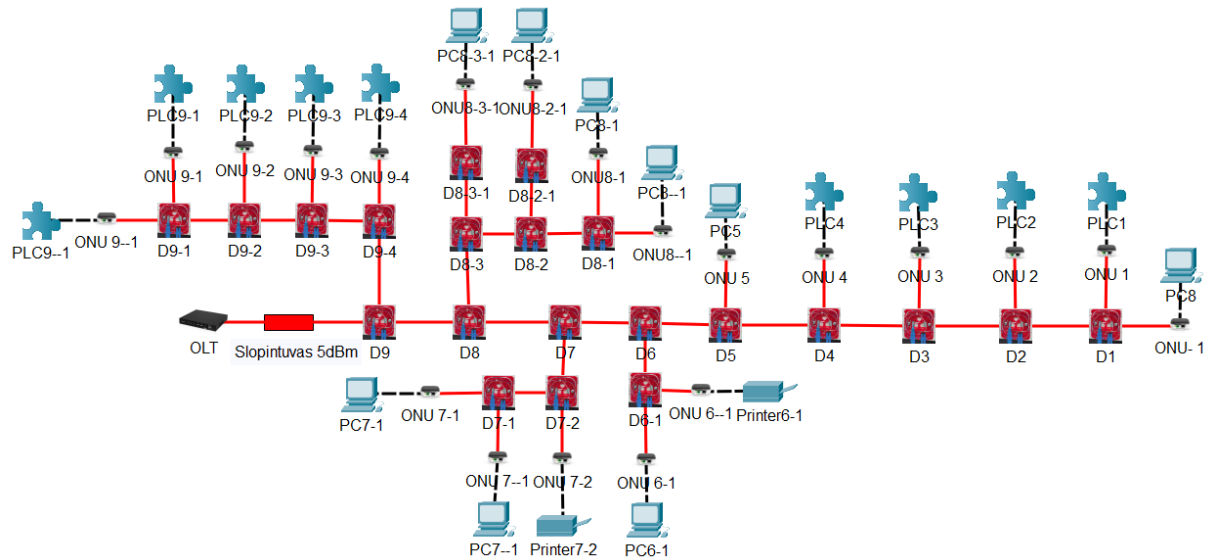 PC8-3-1 PC8-2-1
PLC9-1 PLC9-2 PLC9-3 PLC9-4 ONU8-3-1 ONU8-2-1 PC8-1
ONU 9-1 ONU 9-2 ONU 9-3 ONU 9-4 D8-3-1 D8-2-1 ONU8-1 PC8--1
PC5 PLC4 PLC3 PLC2 PLC1
PLC9--1 ONU 9--1 D9-1 D9-2 D9-3 D9-4 D8-3 D8-2 D8-1 ONU8--1
ONU 5 ONU 4 ONU 3 ONU 2 ONU 1 PC8
OLT Slopintuvas 5dBm D9 D8 D7 D6 D5 D4 D3 D2 D1 ONU- 1
PC7-1 ONU 7-1 D7-1 D7-2 D6-1 ONU 6--1 Printer6-1
ONU 7--1 ONU 7-2 ONU 6-1
PC7--1 Printer7-2 PC6-1